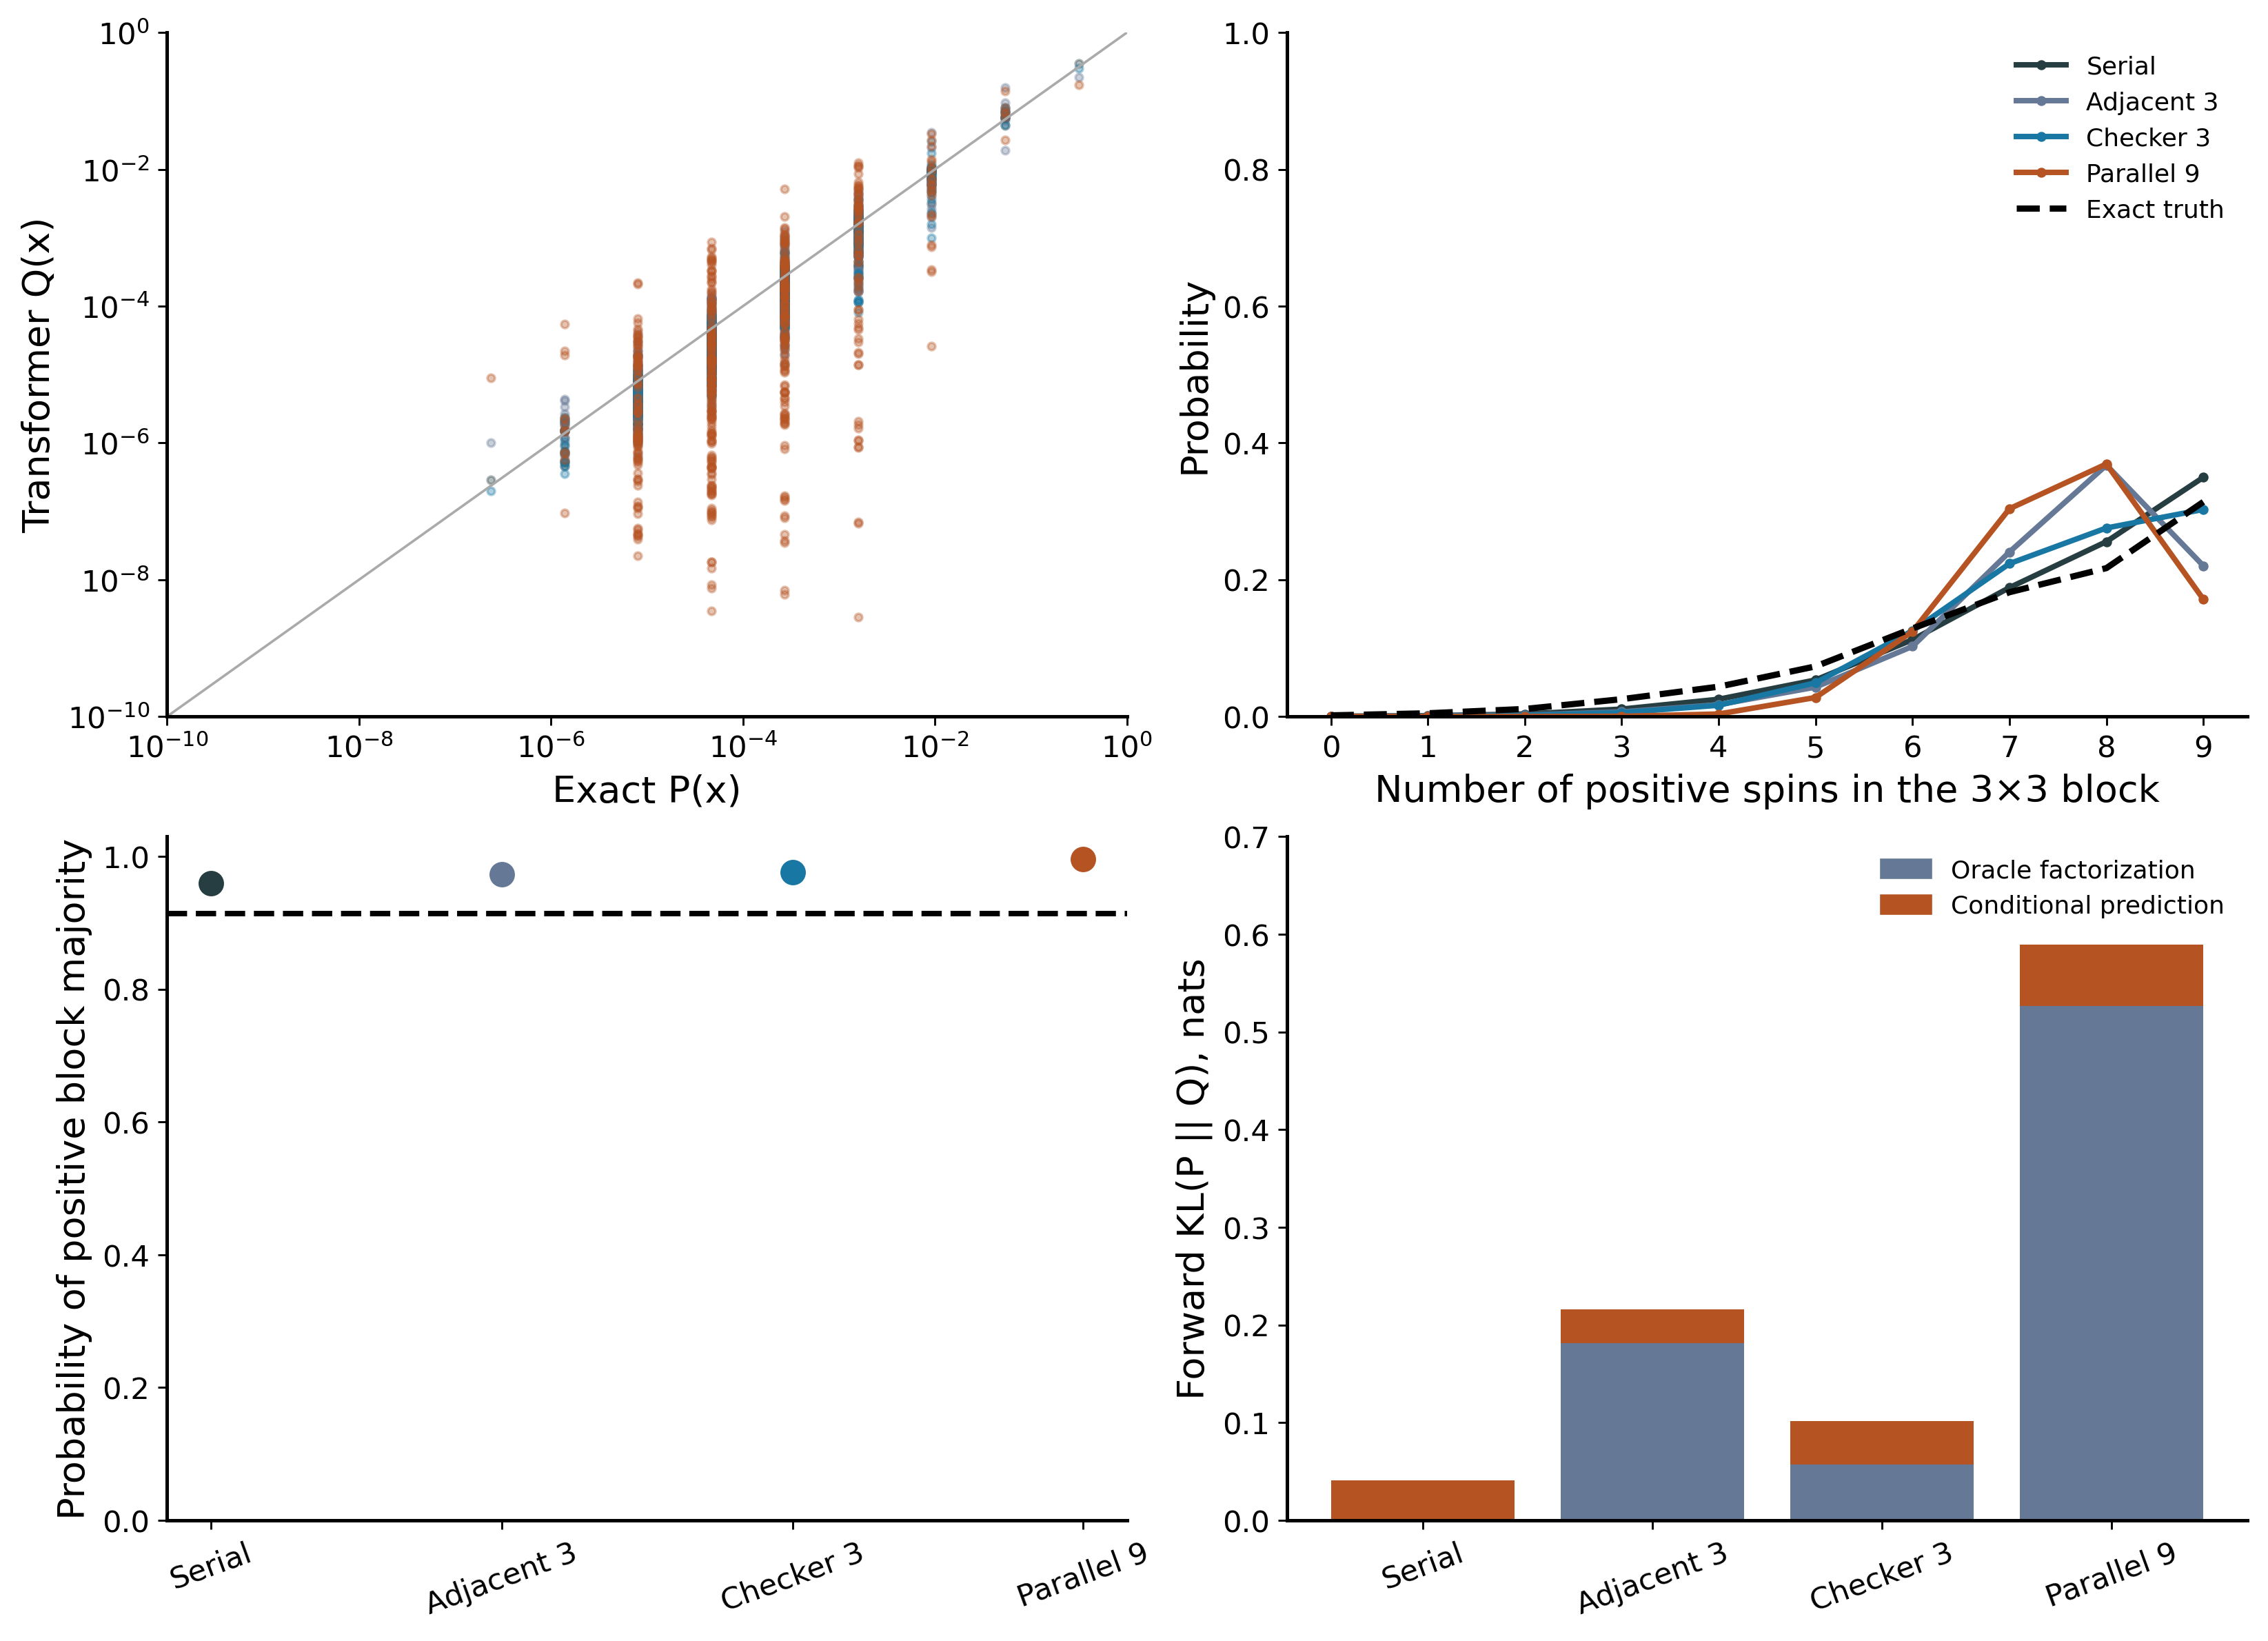 Transformer Q(x)
10⁰
10⁻²
10⁻⁴
10⁻⁶
10⁻⁸
10⁻¹⁰
10⁻¹⁰ 10⁻⁸ 10⁻⁶ 10⁻⁴ 10⁻² 10⁰
Exact P(x)
Probability
1.0
0.8
0.6
0.4
0.2
0.0
Serial
Adjacent 3
Checker 3
Parallel 9
Exact truth
0 1 2 3 4 5 6 7 8 9
Number of positive spins in the 3×3 block
Probability of positive block majority
1.0
0.8
0.6
0.4
0.2
0.0
Serial Adjacent 3 Checker 3 Parallel 9
Forward KL(P || Q), nats
0.7
0.6
0.5
0.4
0.3
0.2
0.1
0.0
Oracle factorization
Conditional prediction
Serial Adjacent 3 Checker 3 Parallel 9